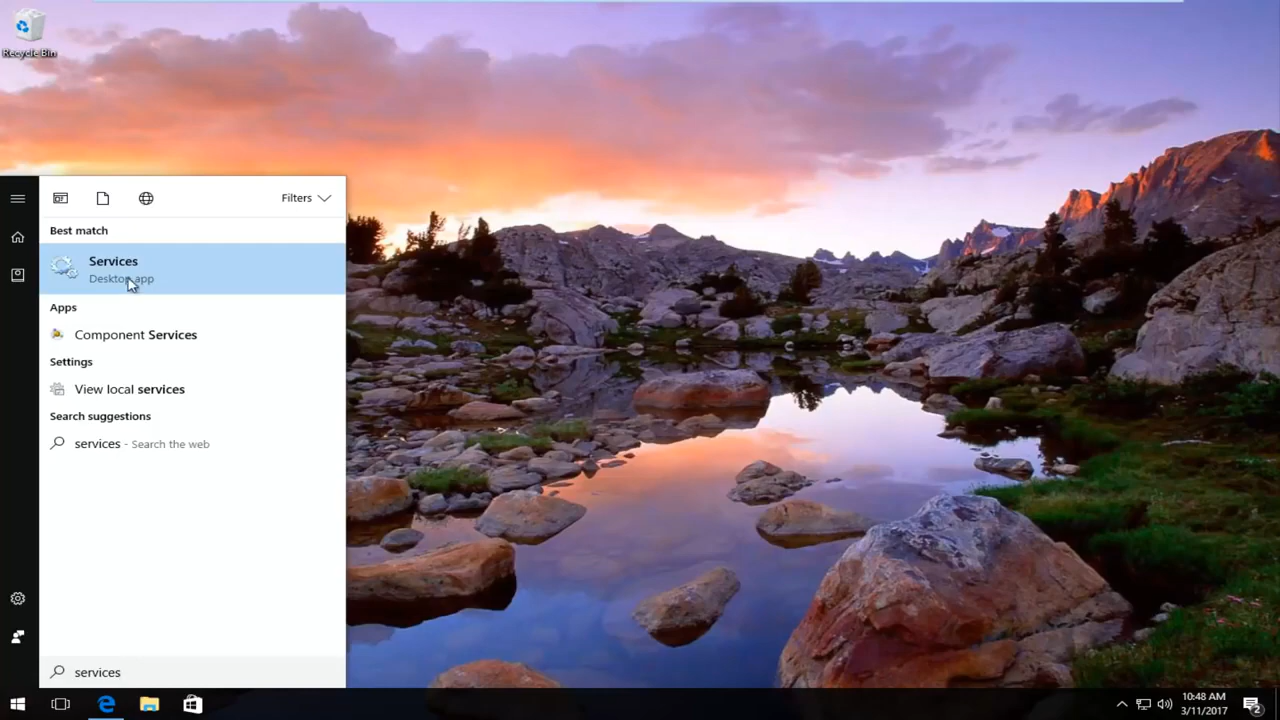 Recycle Bin
Filters
Best match
Services
Desktop app
Apps
Component Services
Settings
View local services
Search suggestions
services - Search the web
services
10:48 AM
3/11/2017
2